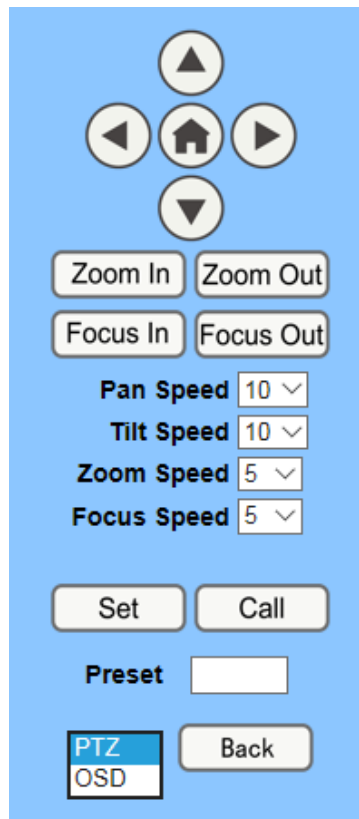 Zoom In Zoom Out
Focus In Focus Out
Pan Speed 10
Tilt Speed 10
Zoom Speed 5
Focus Speed 5
Set Call
Preset
PTZ Back
OSD